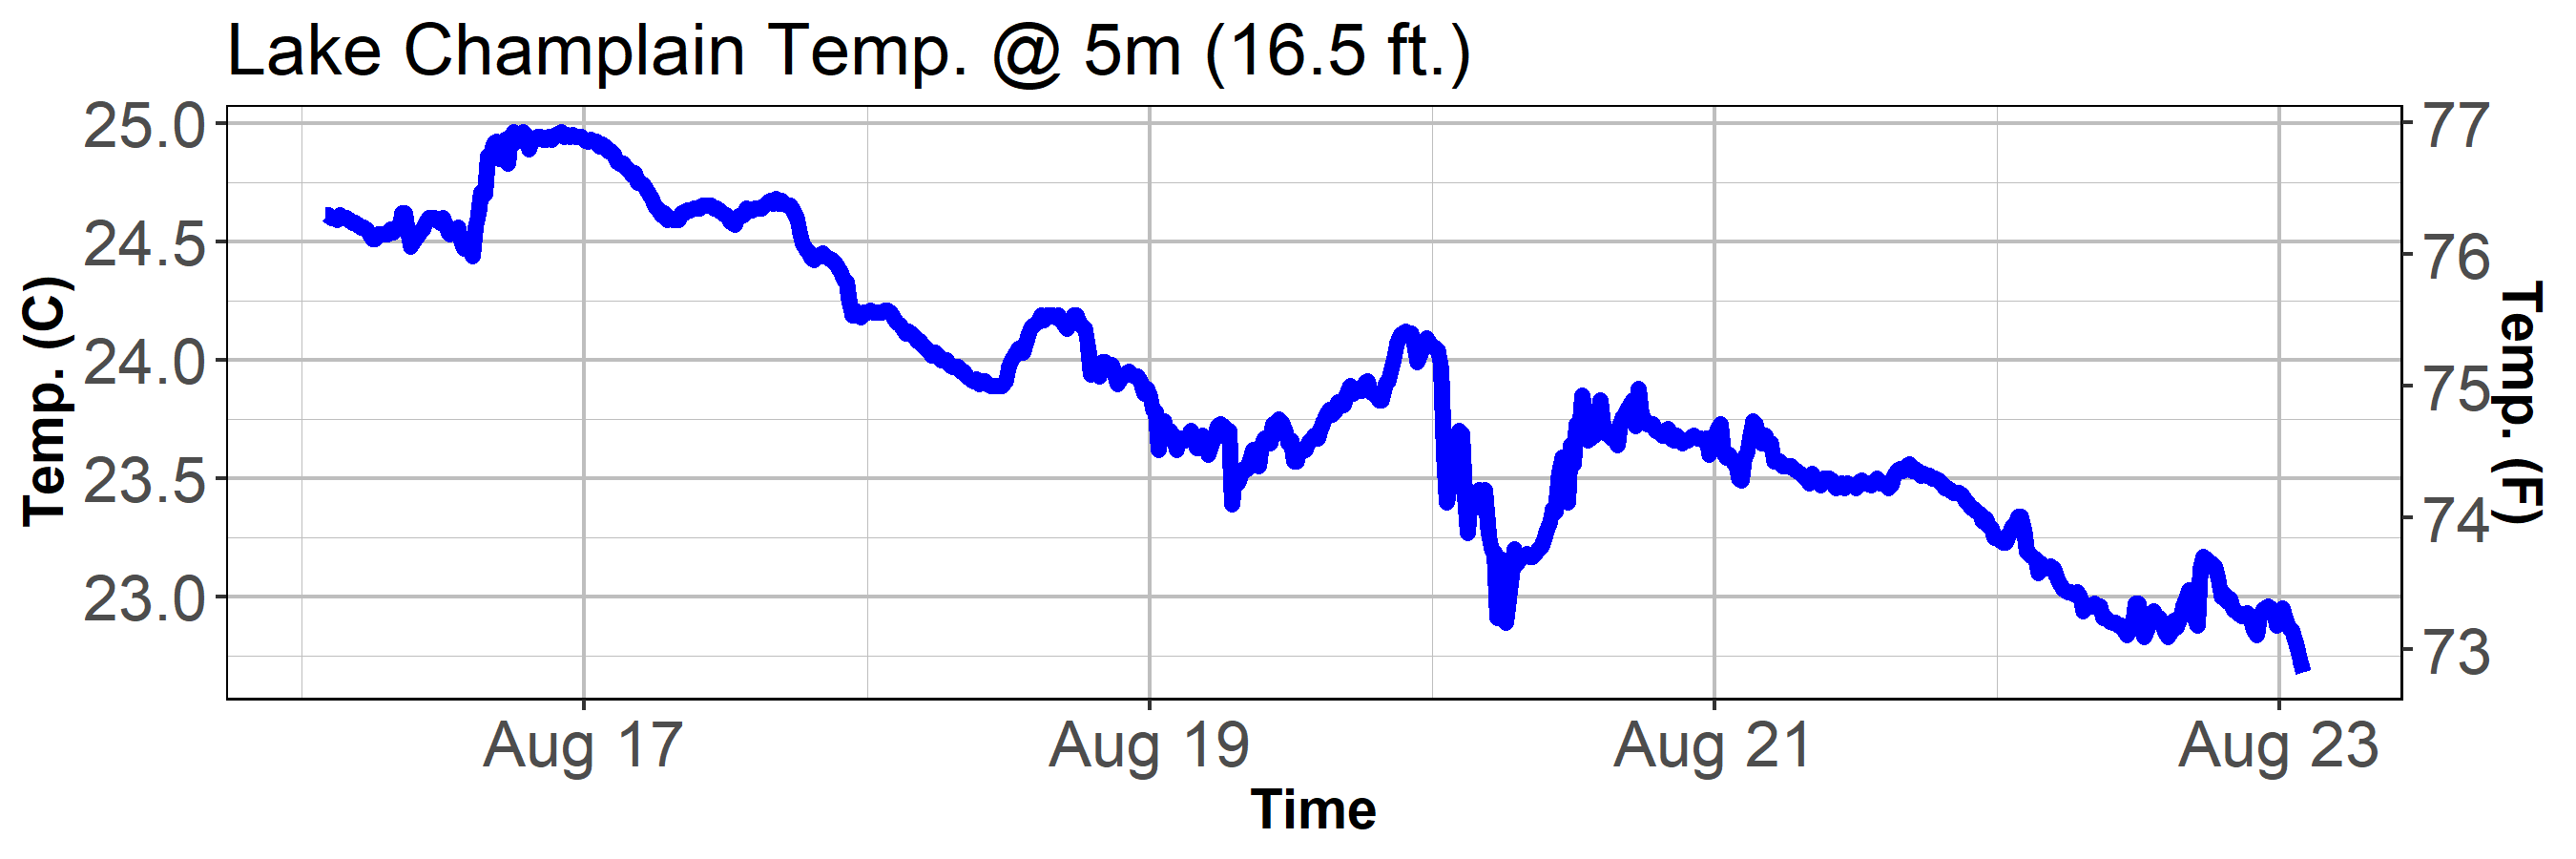 Lake Champlain Temp. @ 5m (16.5 ft.)
25.0
24.5
24.0
23.5
23.0
Temp. (C)
77
76
75
74
73
Temp. (F)
Aug 17 Aug 19 Aug 21 Aug 23
Time